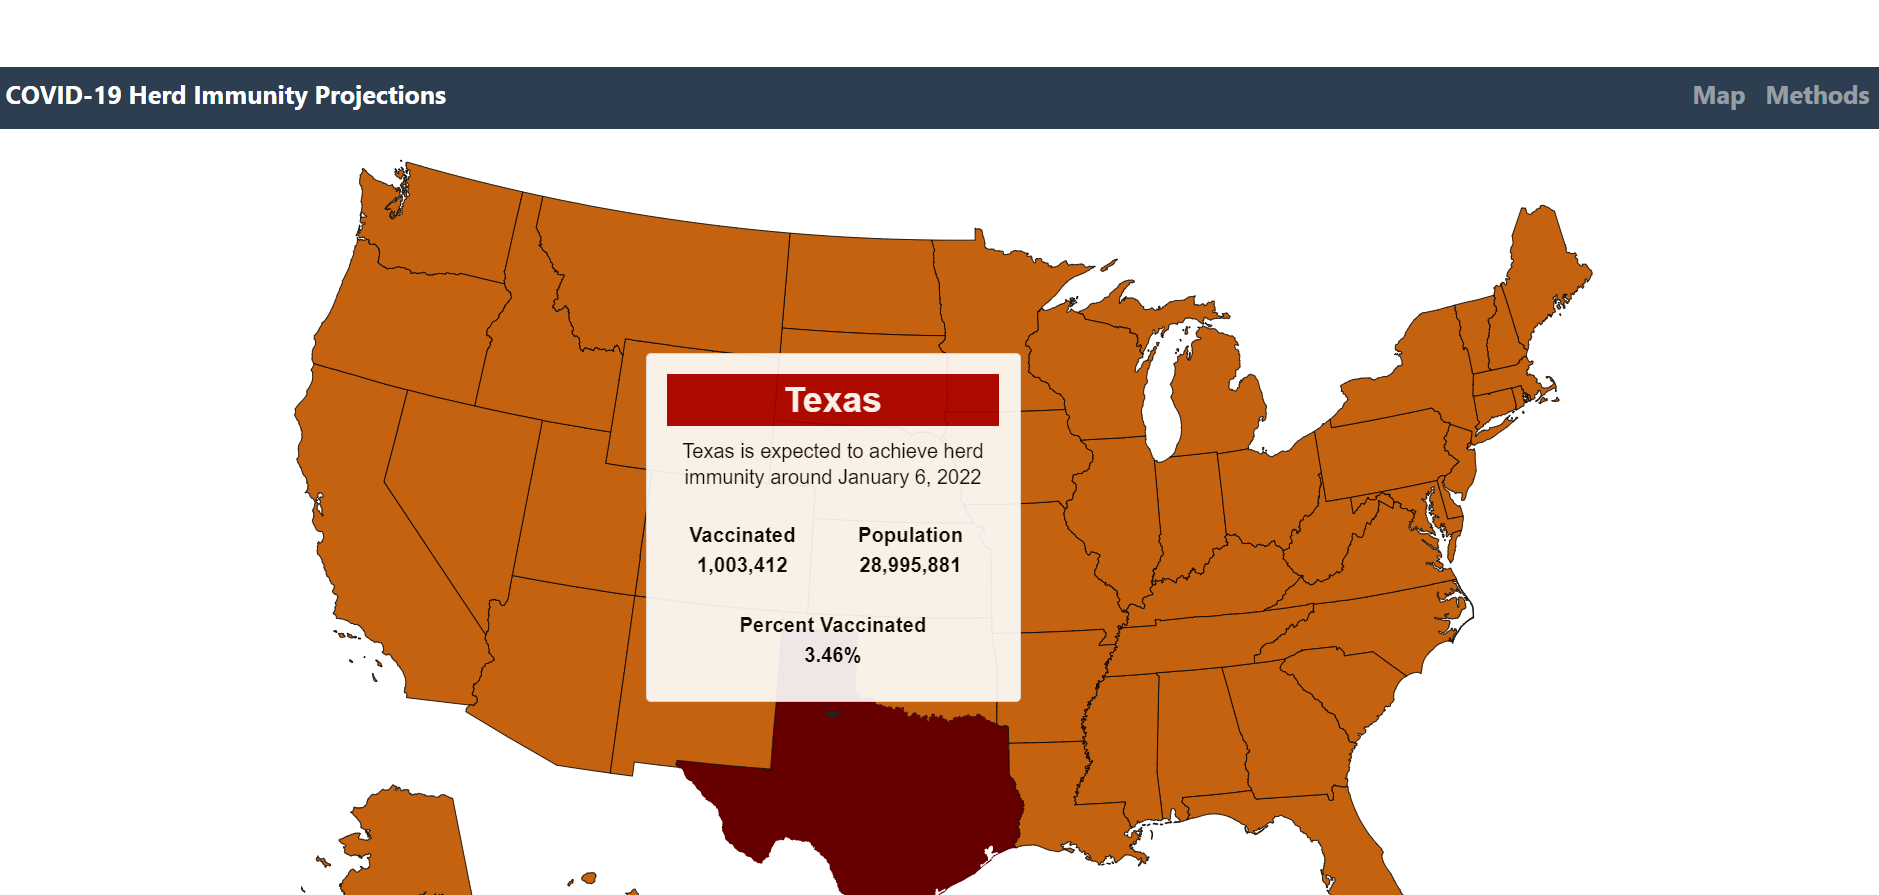 COVID-19 Herd Immunity Projections
Map Methods
Texas
Texas is expected to achieve herd
immunity around January 6, 2022
Vaccinated Population
1,003,412 28,995,881
Percent Vaccinated
3.46%